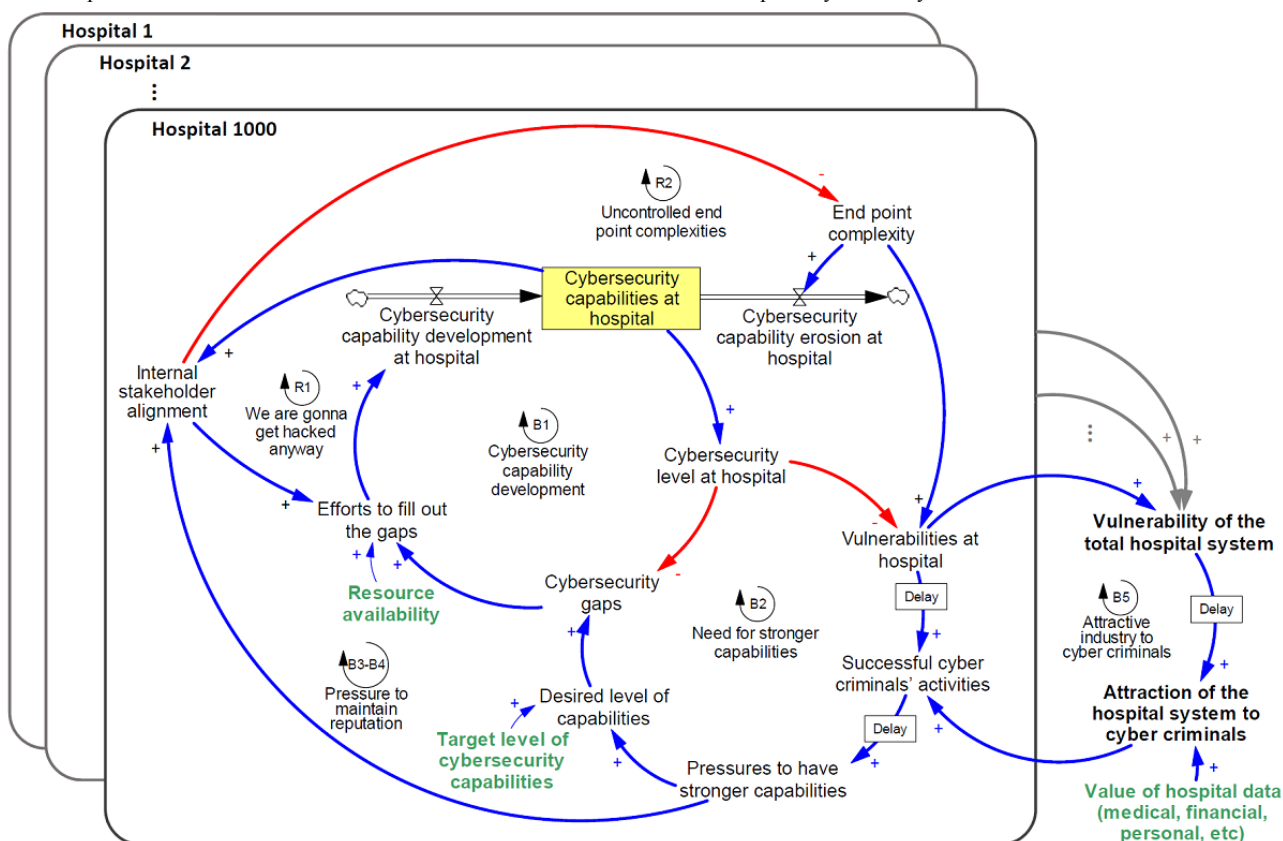 Hospital 1
Hospital 2
⋮
Hospital 1000
R2
Uncontrolled end
point complexities
-
End point
complexity
+
+
Cybersecurity
capabilities at
hospital
Cybersecurity
capability development
at hospital
Cybersecurity
capability erosion at
hospital
+
Internal
stakeholder
alignment
+
R1
We are gonna
get hacked
anyway
+
B1
Cybersecurity
capability
development
+
Cybersecurity
level at hospital
⋮
+
+
+
Efforts to fill out
the gaps
+
+
Resource
availability
-
+
Vulnerabilities at
hospital
+
Vulnerability of the
total hospital system
-
Cybersecurity
gaps
+
B2
Need for stronger
capabilities
Delay
+
Delay
+
B5
Attractive
industry to
cyber criminals
B3-B4
Pressure to
maintain
reputation
Desired level of
capabilities
+
+
Target level of
cybersecurity
capabilities
Successful cyber
criminals' activities
+
Delay
+
Attraction of the
hospital system to
cyber criminals
+
Pressures to have
stronger capabilities
Value of hospital data
(medical, financial,
personal, etc)